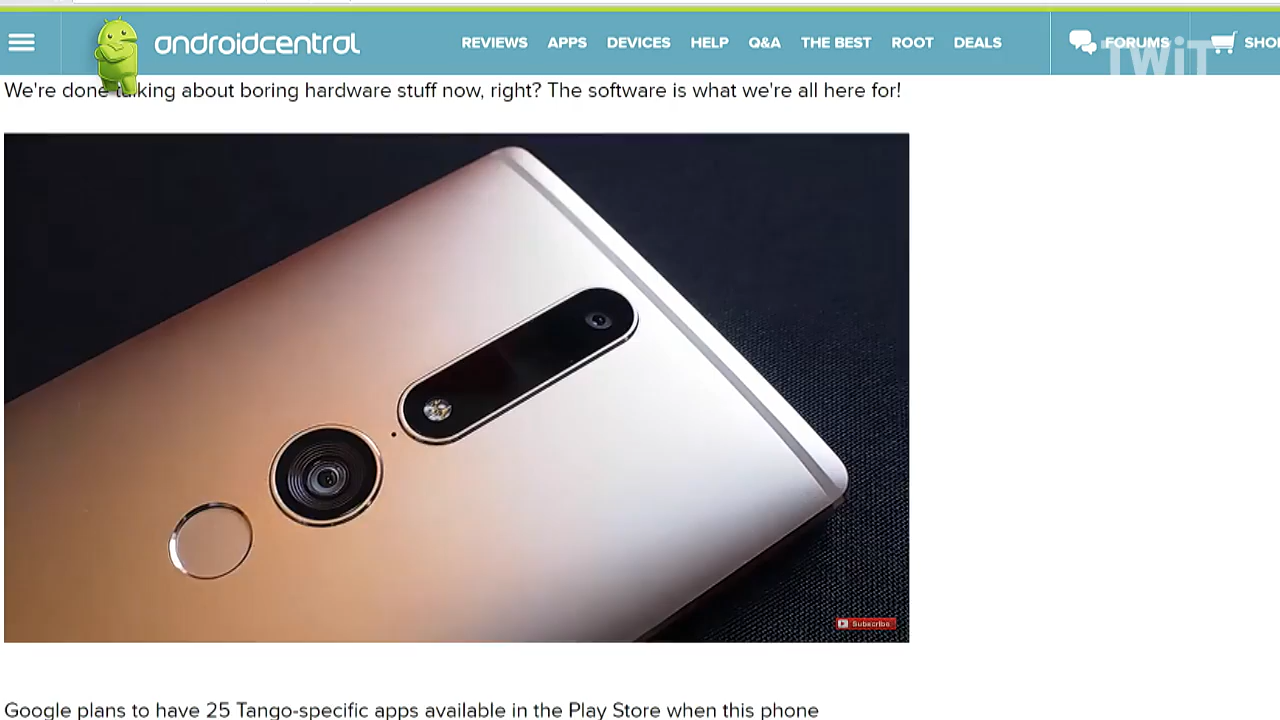 androidcentral
REVIEWS APPS DEVICES HELP Q&A THE BEST ROOT DEALS
FORUMS
TWiT
We're done talking about boring hardware stuff now, right? The software is what we're all here for!
Subscribe
Google plans to have 25 Tango-specific apps available in the Play Store when this phone